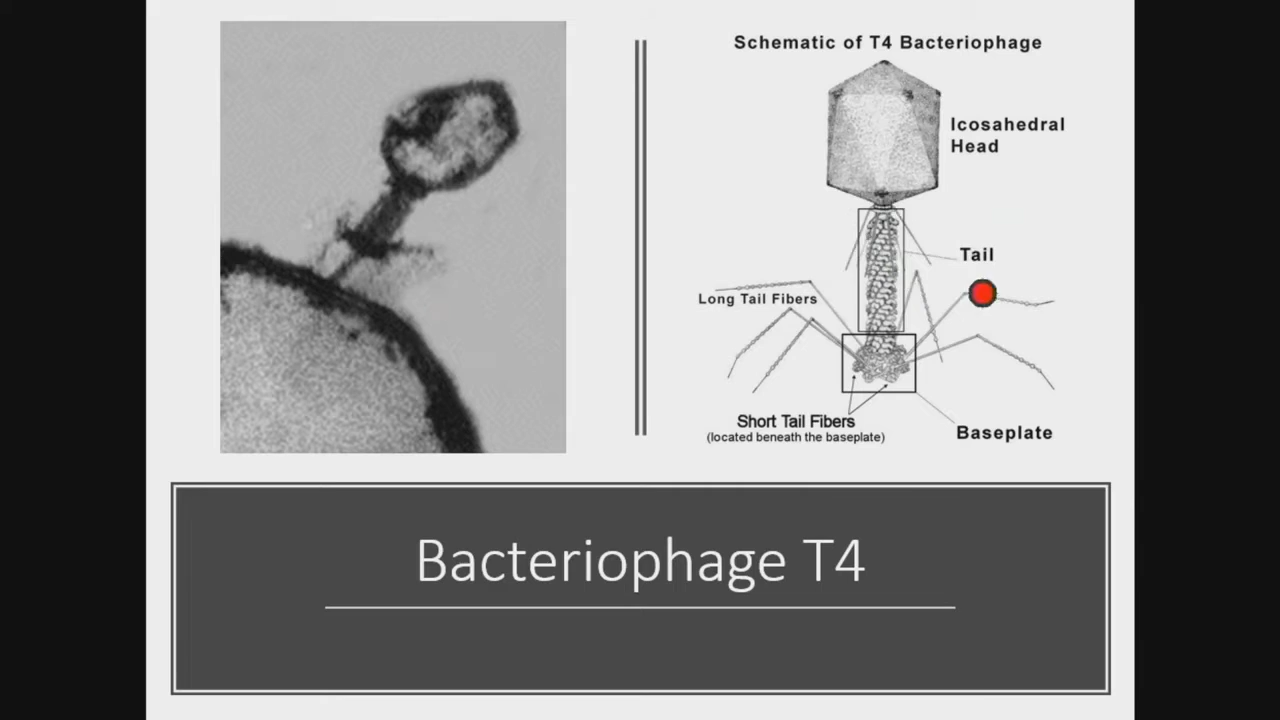 Schematic of T4 Bacteriophage
Icosahedral
Head
Tail
Long Tail Fibers
Short Tail Fibers
(located beneath the baseplate)
Baseplate
Bacteriophage T4